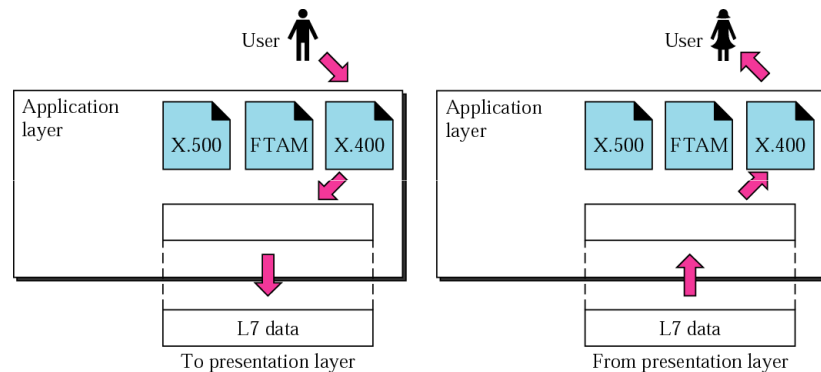 User
Application
layer
X.500 FTAM X.400
L7 data
To presentation layer
User
Application
layer
X.500 FTAM X.400
L7 data
From presentation layer